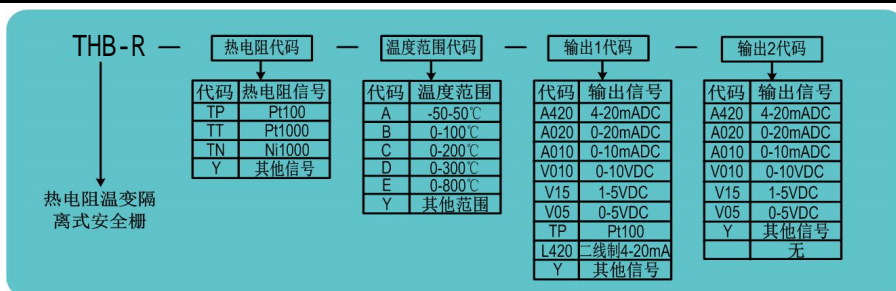 THB-R — 热电阻代码 — 温度范围代码 — 输出1代码 — 输出2代码
热电阻温变隔
离式安全栅
代码 热电阻信号
TP Pt100
TT Pt1000
TN Ni1000
Y 其他信号
代码 温度范围
A -50-50℃
B 0-100℃
C 0-200℃
D 0-300℃
E 0-800℃
Y 其他范围
代码 输出信号
A420 4-20mADC
A020 0-20mADC
A010 0-10mADC
V010 0-10VDC
V15 1-5VDC
V05 0-5VDC
TP Pt100
L420 二线制4-20mA
Y 其他信号
代码 输出信号
A420 4-20mADC
A020 0-20mADC
A010 0-10mADC
V010 0-10VDC
V15 1-5VDC
V05 0-5VDC
Y 其他信号
无